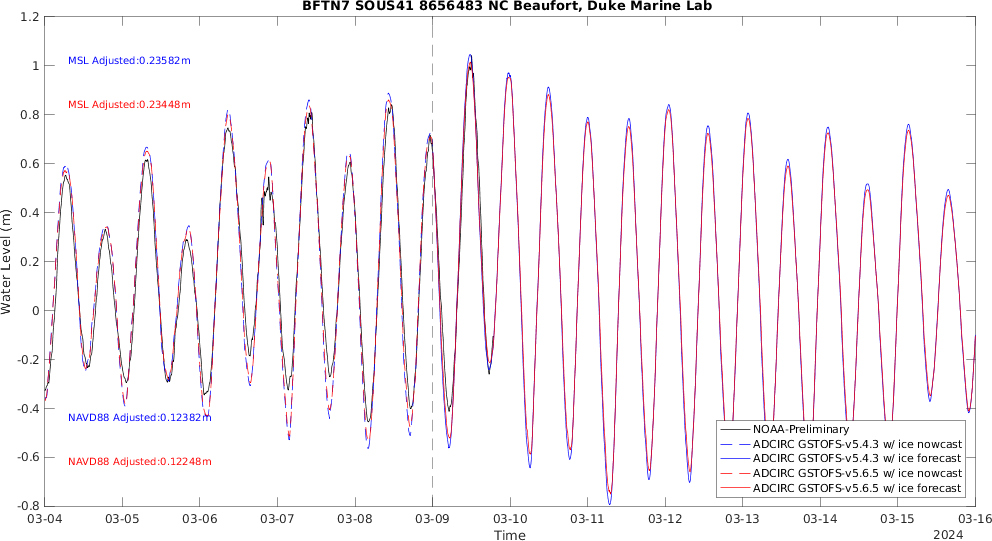 BFTN7 SOUS41 8656483 NC Beaufort, Duke Marine Lab
1.2
1
0.8
0.6
0.4
0.2
0
-0.2
-0.4
-0.6
-0.8
Water Level (m)
MSL Adjusted:0.23582m
MSL Adjusted:0.23448m
NAVD88 Adjusted:0.12382m
NAVD88 Adjusted:0.12248m
NOAA-Preliminary
ADCIRC GSTOFS-v5.4.3 w/ ice nowcast
ADCIRC GSTOFS-v5.4.3 w/ ice forecast
ADCIRC GSTOFS-v5.6.5 w/ ice nowcast
ADCIRC GSTOFS-v5.6.5 w/ ice forecast
03-04 03-05 03-06 03-07 03-08 03-09 03-10 03-11 03-12 03-13 03-14 03-15 03-16
Time
2024